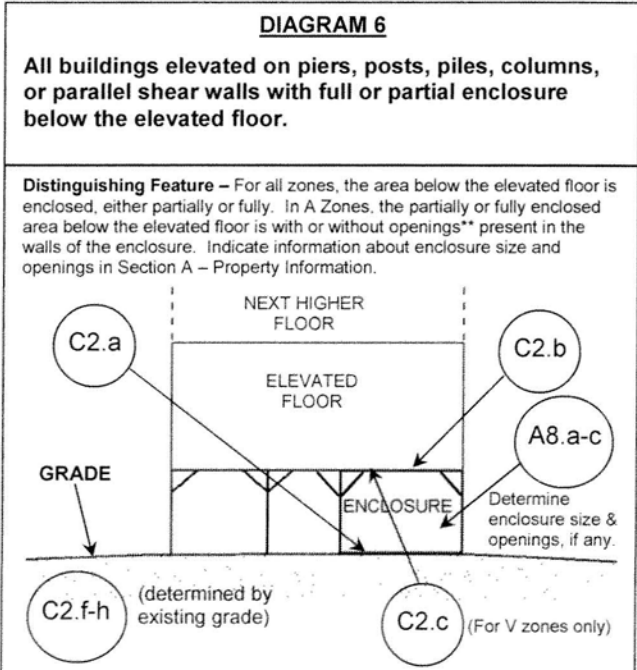 DIAGRAM 6
All buildings elevated on piers, posts, piles, columns,
or parallel shear walls with full or partial enclosure
below the elevated floor.
Distinguishing Feature – For all zones, the area below the elevated floor is
enclosed, either partially or fully. In A Zones, the partially or fully enclosed
area below the elevated floor is with or without openings** present in the
walls of the enclosure. Indicate information about enclosure size and
openings in Section A – Property Information.
NEXT HIGHER
FLOOR
C2.a
C2.b
ELEVATED
FLOOR
A8.a-c
GRADE
ENCLOSURE
Determine
enclosure size &
openings, if any.
C2.f-h
(determined by
existing grade)
C2.c
(For V zones only)